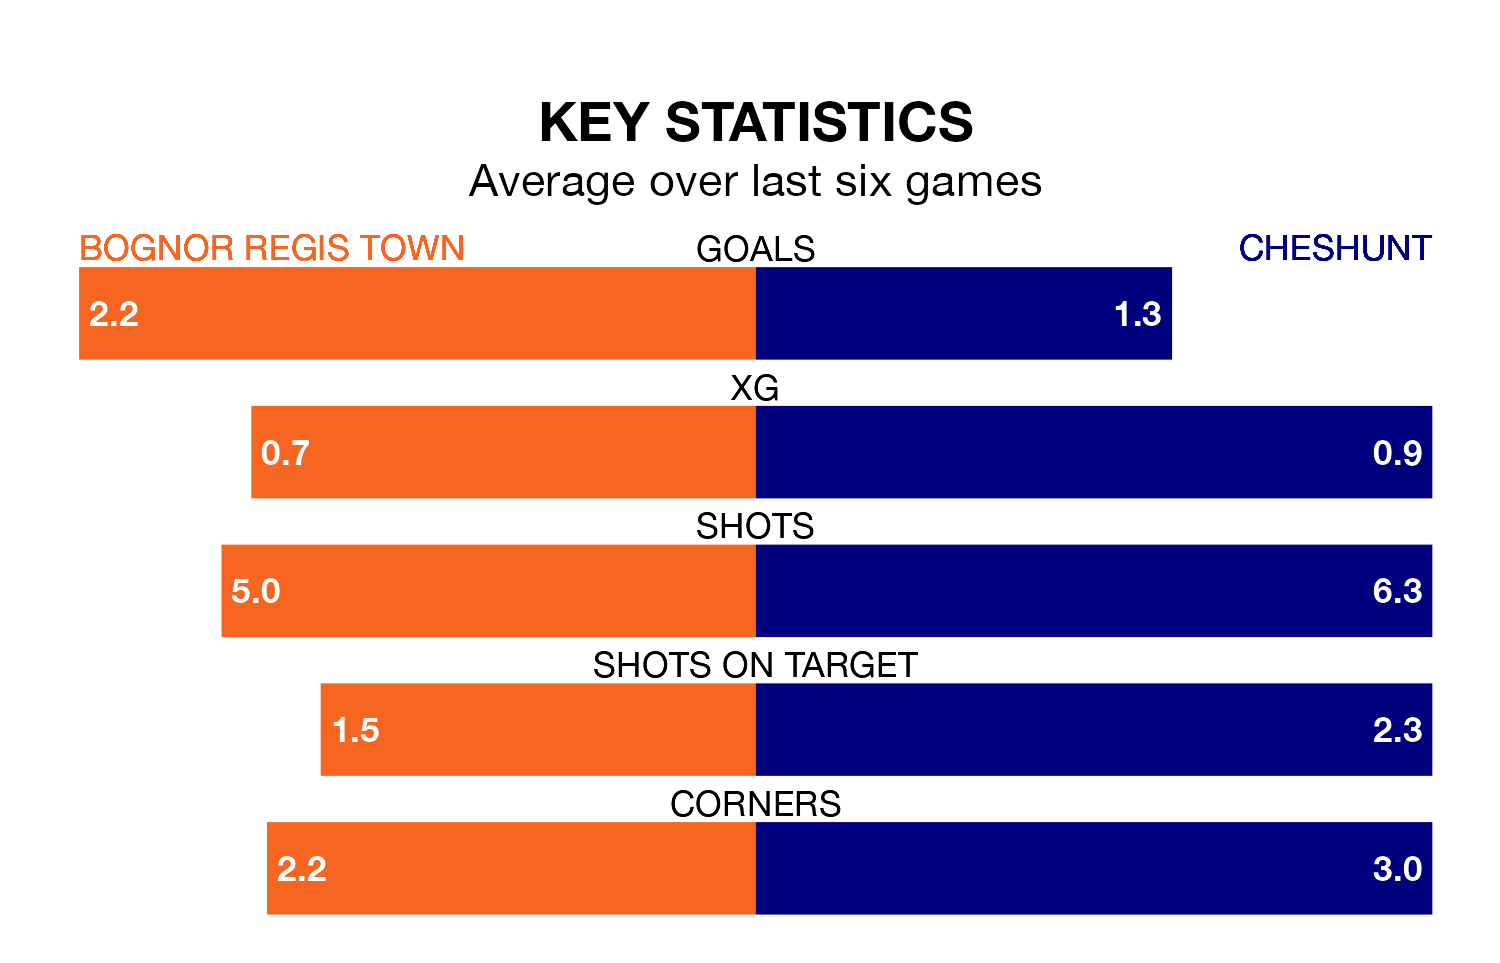 KEY STATISTICS
Average over last six games
BOGNOR REGIS TOWN GOALS CHESHUNT
2.2 1.3
XG
0.7 0.9
SHOTS
5.0 6.3
SHOTS ON TARGET
1.5 2.3
CORNERS
2.2 3.0